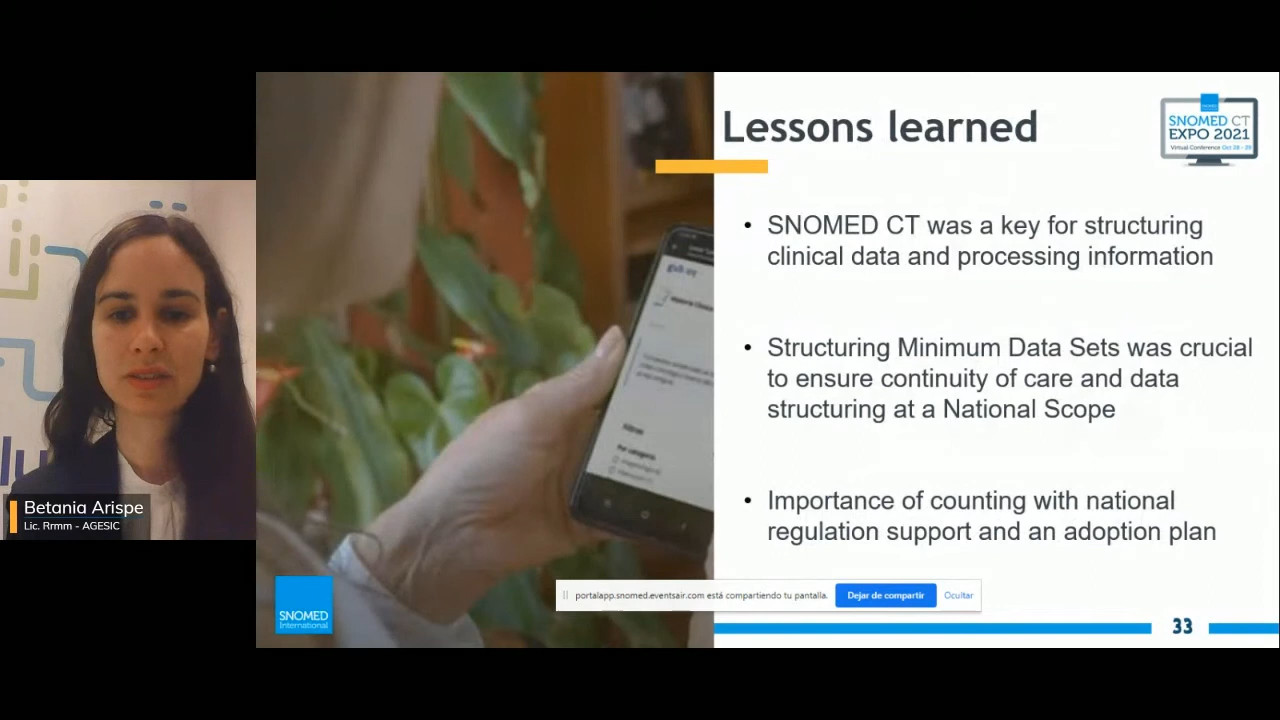 Lessons learned
SNOMED CT
EXPO 2021
Virtual Conference Oct 28 - 29
• SNOMED CT was a key for structuring
clinical data and processing information
• Structuring Minimum Data Sets was crucial
to ensure continuity of care and data
structuring at a National Scope
• Importance of counting with national
regulation support and an adoption plan
Betania Arispe
Lic. Rrmm - AGESIC
portalapp.snomed.eventsair.com está compartiendo tu pantalla.
Dejar de compartir
Ocultar
SNOMED
International
33